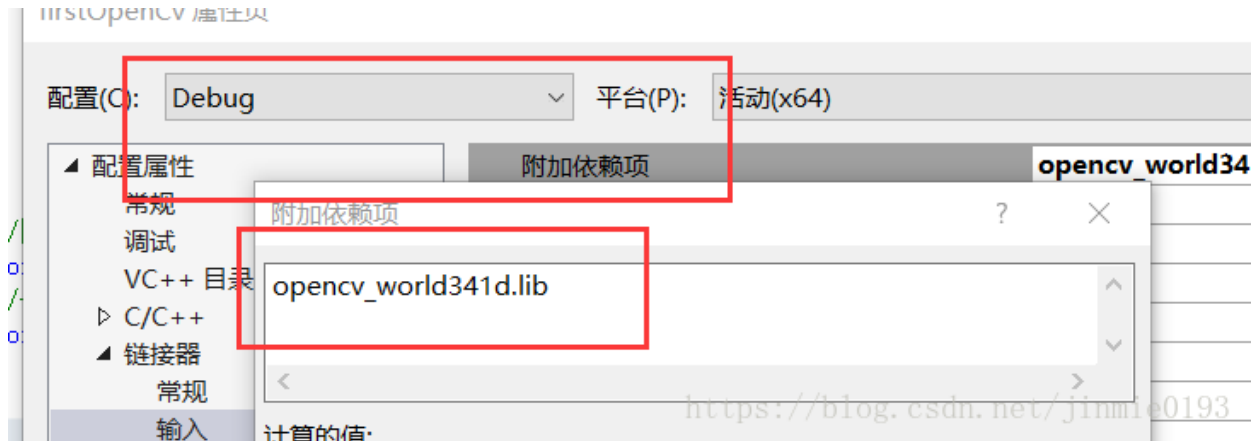 firstOpenCV 属性页
配置(C): Debug 平台(P): 活动(x64)
配置属性
附加依赖项 opencv_world34
常规
附加依赖项 ?
调试
VC++ 目录
opencv_world341d.lib
C/C++
链接器
常规
输入
计算的值:
https://blog.csdn.net/jinmie0193